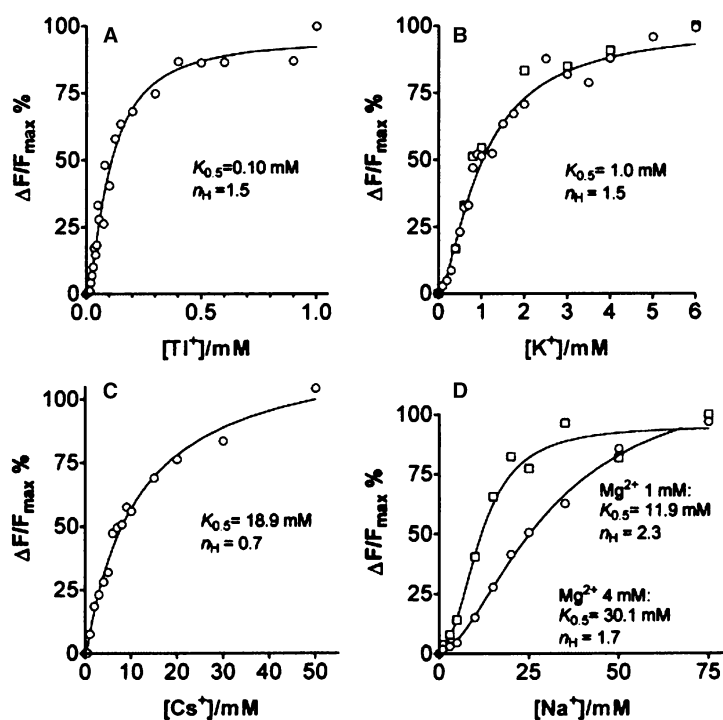 A
ΔF/Fmax %
100
75
50
25
0
K0.5=0.10 mM
nH =1.5
0.0 0.5 1.0
[Tl+]/mM
B
ΔF/Fmax %
100
75
50
25
0
K0.5= 1.0 mM
nH = 1.5
0 1 2 3 4 5 6
[K+]/mM
C
ΔF/Fmax %
100
75
50
25
0
K0.5= 18.9 mM
nH = 0.7
0 10 20 30 40 50
[Cs+]/mM
D
ΔF/Fmax %
100
75
50
25
0
Mg2+ 1 mM:
K0.5= 11.9 mM
nH = 2.3
Mg2+ 4 mM:
K0.5= 30.1 mM
nH = 1.7
0 25 50 75
[Na+]/mM